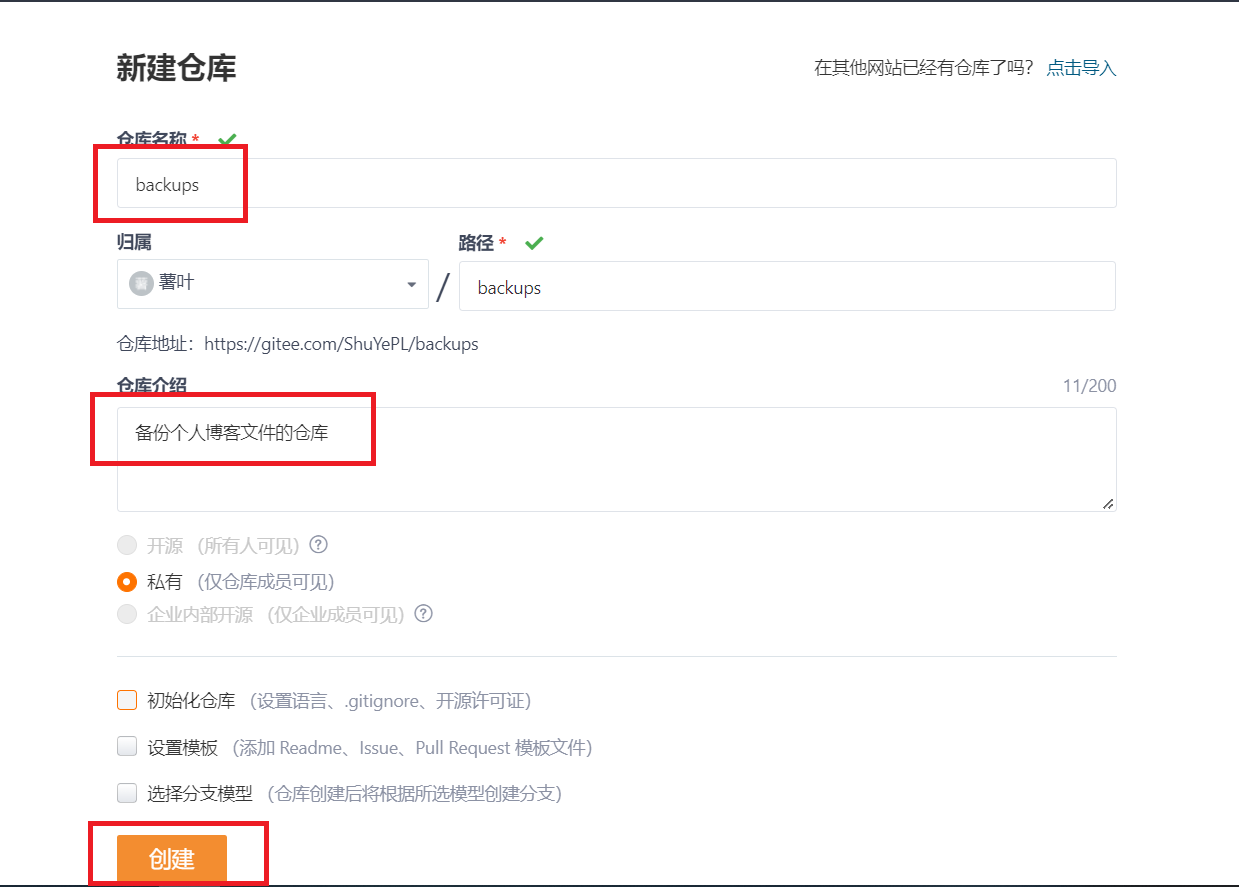 新建仓库
在其他网站已经有仓库了吗？ 点击导入
仓库名称 *
backups
归属
路径 *
薯叶
/
backups
仓库地址：https://gitee.com/ShuYePL/backups
仓库介绍
11/200
备份个人博客文件的仓库
开源 （所有人可见） ?
私有 （仅仓库成员可见）
企业内部开源 （仅企业成员可见） ?
初始化仓库 （设置语言、.gitignore、开源许可证）
设置模板 （添加 Readme、Issue、Pull Request 模板文件）
选择分支模型 （仓库创建后将根据所选模型创建分支）
创建